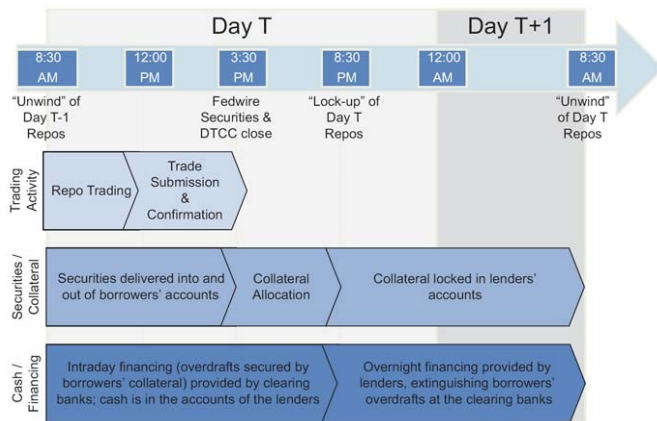 Day T
Day T+1
8:30
AM
12:00
PM
3:30
PM
8:30
PM
12:00
AM
8:30
AM
“Unwind” of
Day T-1
Repos
Fedwire
Securities &
DTCC close
“Lock-up” of
Day T
Repos
“Unwind”
of Day T
Repos
Trading
Activity
Repo Trading
Trade
Submission
&
Confirmation
Securities /
Collateral
Securities delivered into and
out of borrowers’ accounts
Collateral
Allocation
Collateral locked in lenders’
accounts
Cash /
Financing
Intraday financing (overdrafts secured by
borrowers’ collateral) provided by clearing
banks; cash is in the accounts of the lenders
Overnight financing provided by
lenders, extinguishing borrowers’
overdrafts at the clearing banks